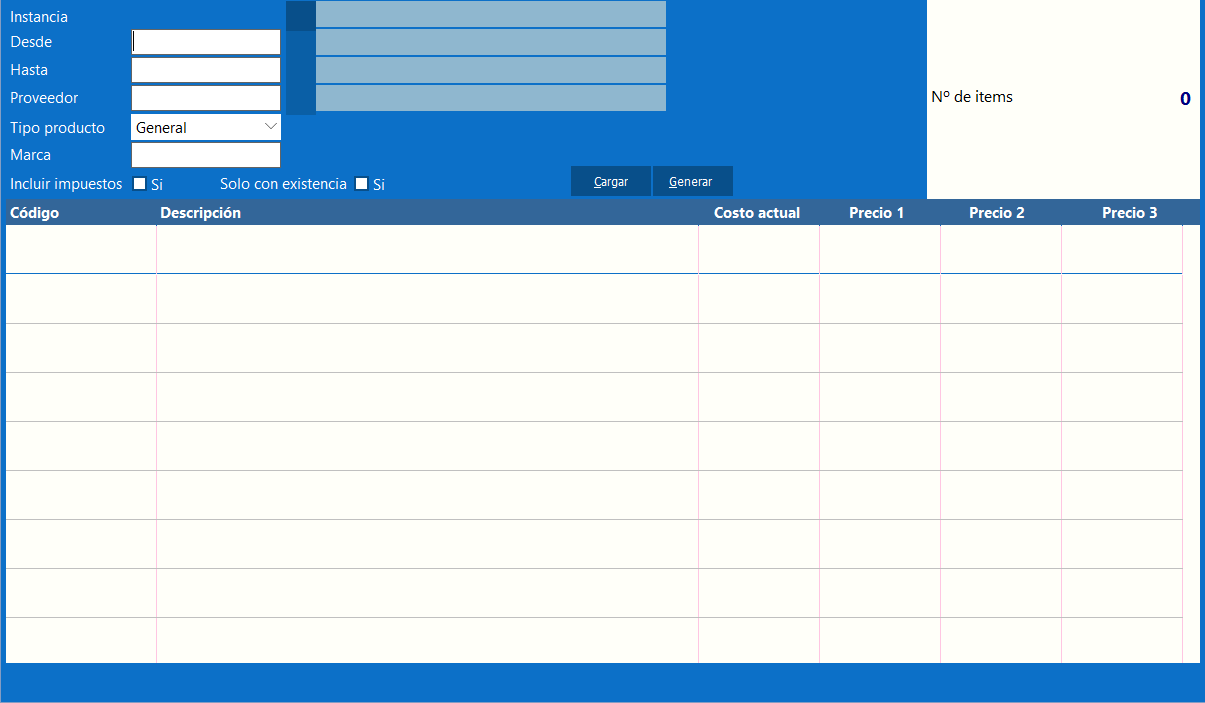 Instancia
Desde
Hasta
Proveedor
Nº de items 0
Tipo producto General
Marca
Incluir impuestos Si Solo con existencia Si Cargar Generar
Código Descripción Costo actual Precio 1 Precio 2 Precio 3